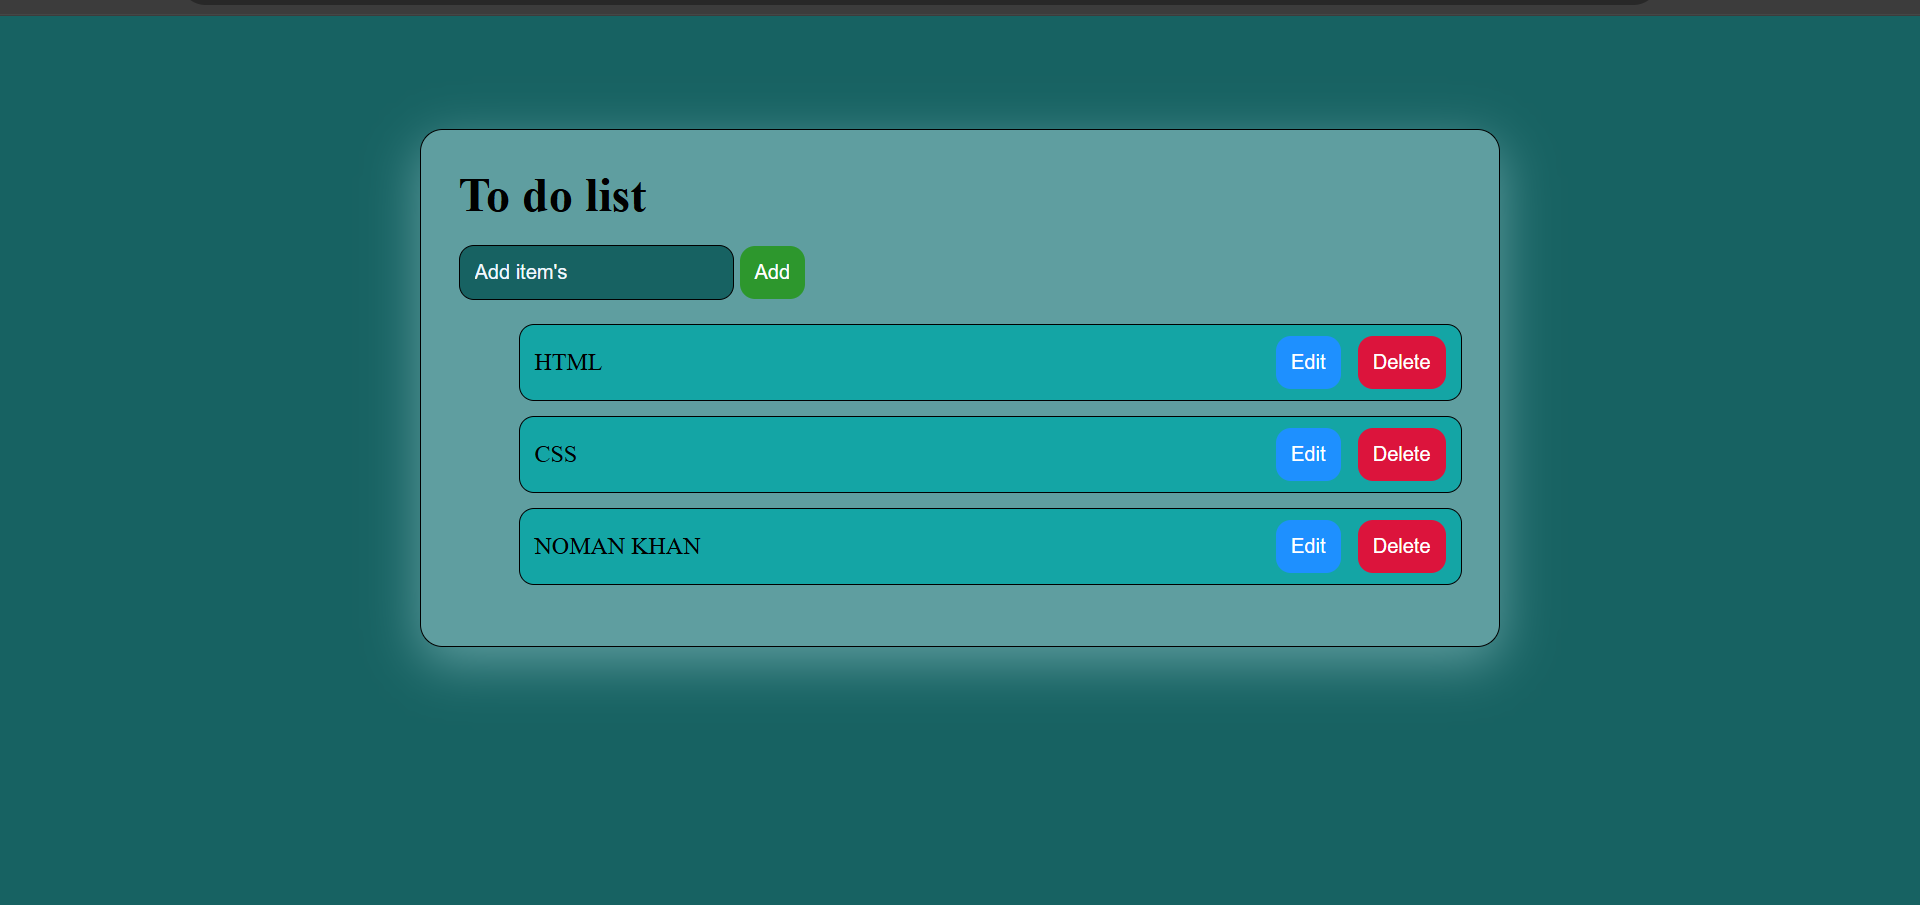 To do list
Add item's Add
HTML Edit Delete
CSS Edit Delete
NOMAN KHAN Edit Delete